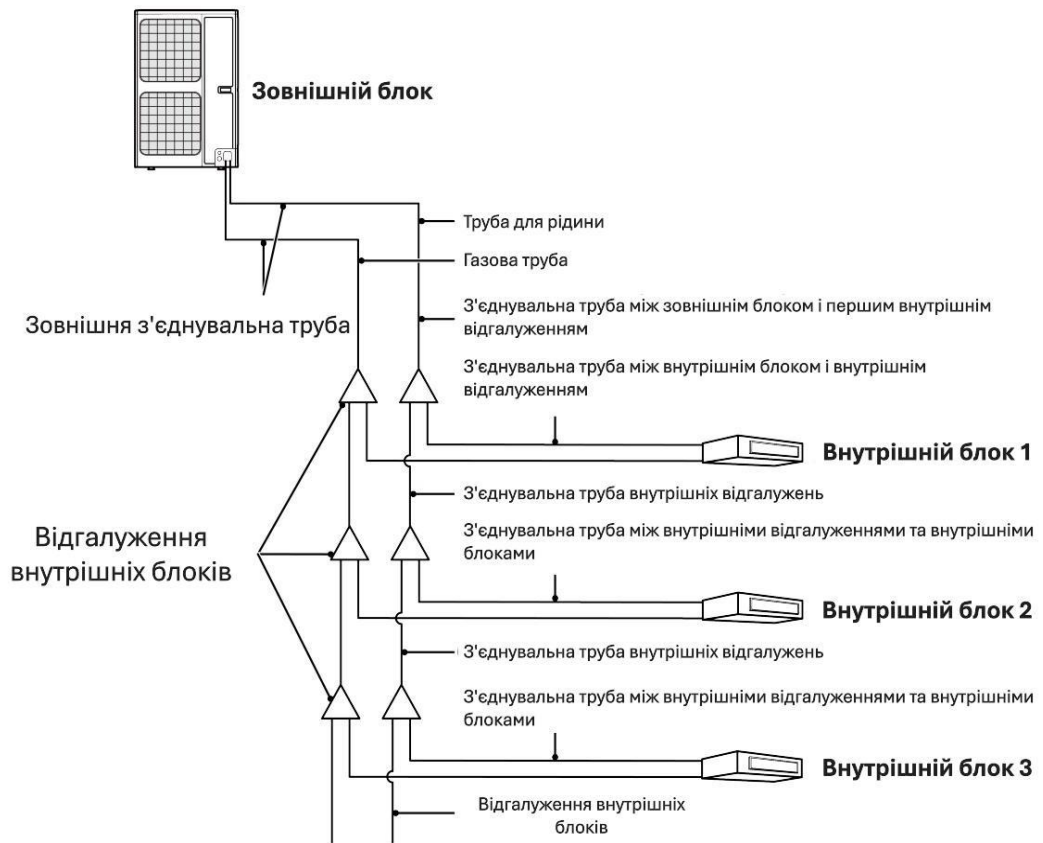 Зовнішній блок
Труба для рідини
Газова труба
З'єднувальна труба між зовнішнім блоком і першим внутрішнім
відгалуженням
Зовнішня з'єднувальна труба
З'єднувальна труба між внутрішнім блоком і внутрішнім
відгалуженням
Внутрішній блок 1
З'єднувальна труба внутрішніх відгалужень
З'єднувальна труба між внутрішніми відгалуженнями та внутрішніми
блоками
Відгалуження
внутрішніх блоків
Внутрішній блок 2
З'єднувальна труба внутрішніх відгалужень
З'єднувальна труба між внутрішніми відгалуженнями та внутрішніми
блоками
Внутрішній блок 3
Відгалуження внутрішніх
блоків